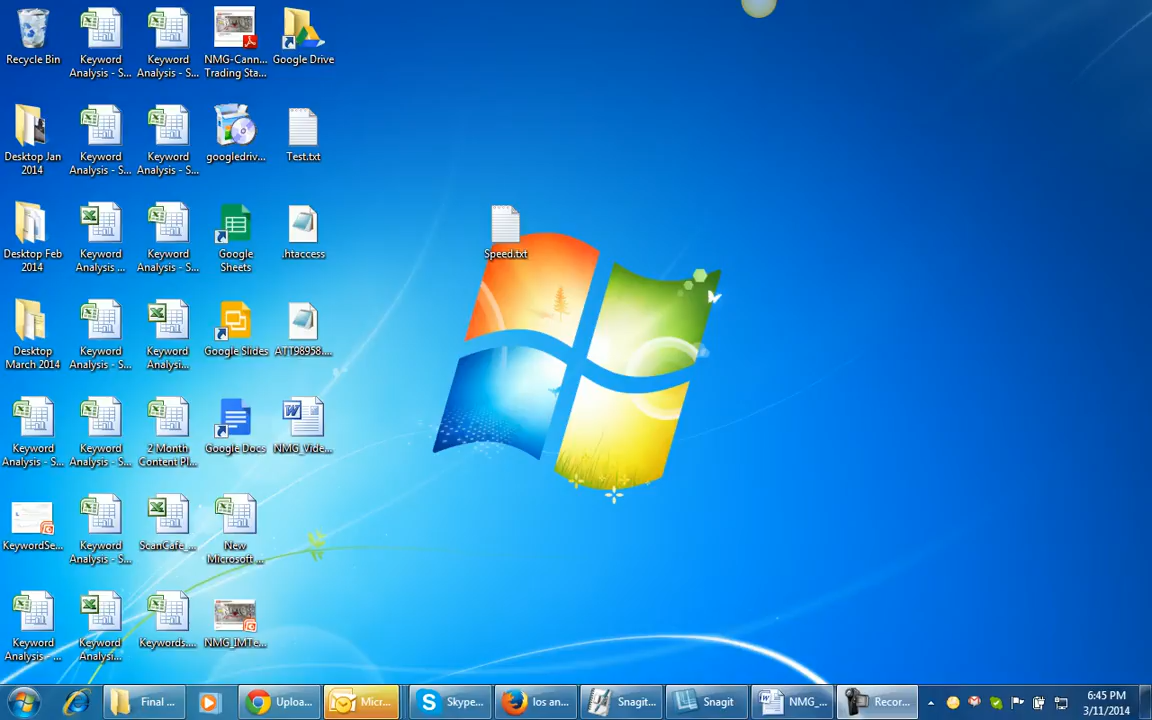 Recycle Bin
Keyword
Analysis - S...
Keyword
Analysis - S...
NMG-Cann...
Trading Sta...
Google Drive
Desktop Jan
2014
Keyword
Analysis - S...
Keyword
Analysis - S...
googledriv...
Test.txt
Desktop Feb
2014
Keyword
Analysis ...
Keyword
Analysis - S...
Google
Sheets
.htaccess
Speed.txt
Desktop
March 2014
Keyword
Analysis - S...
Keyword
Analysi...
Google Slides
ATT98958....
Keyword
Analysis - S...
Keyword
Analysis - S...
2 Month
Content Pl...
Google Docs
NMG_Vide...
KeywordSe...
Keyword
Analysis - S...
ScanCafe_...
New
Microsoft ...
Keyword
Analysis - ...
Keyword
Analysi...
Keywords....
NMG_IMTe...
Final ...
Uploa...
Micr...
Skype...
los an...
Snagit...
Snagit
NMG_...
Recor...
6:45 PM
3/11/2014